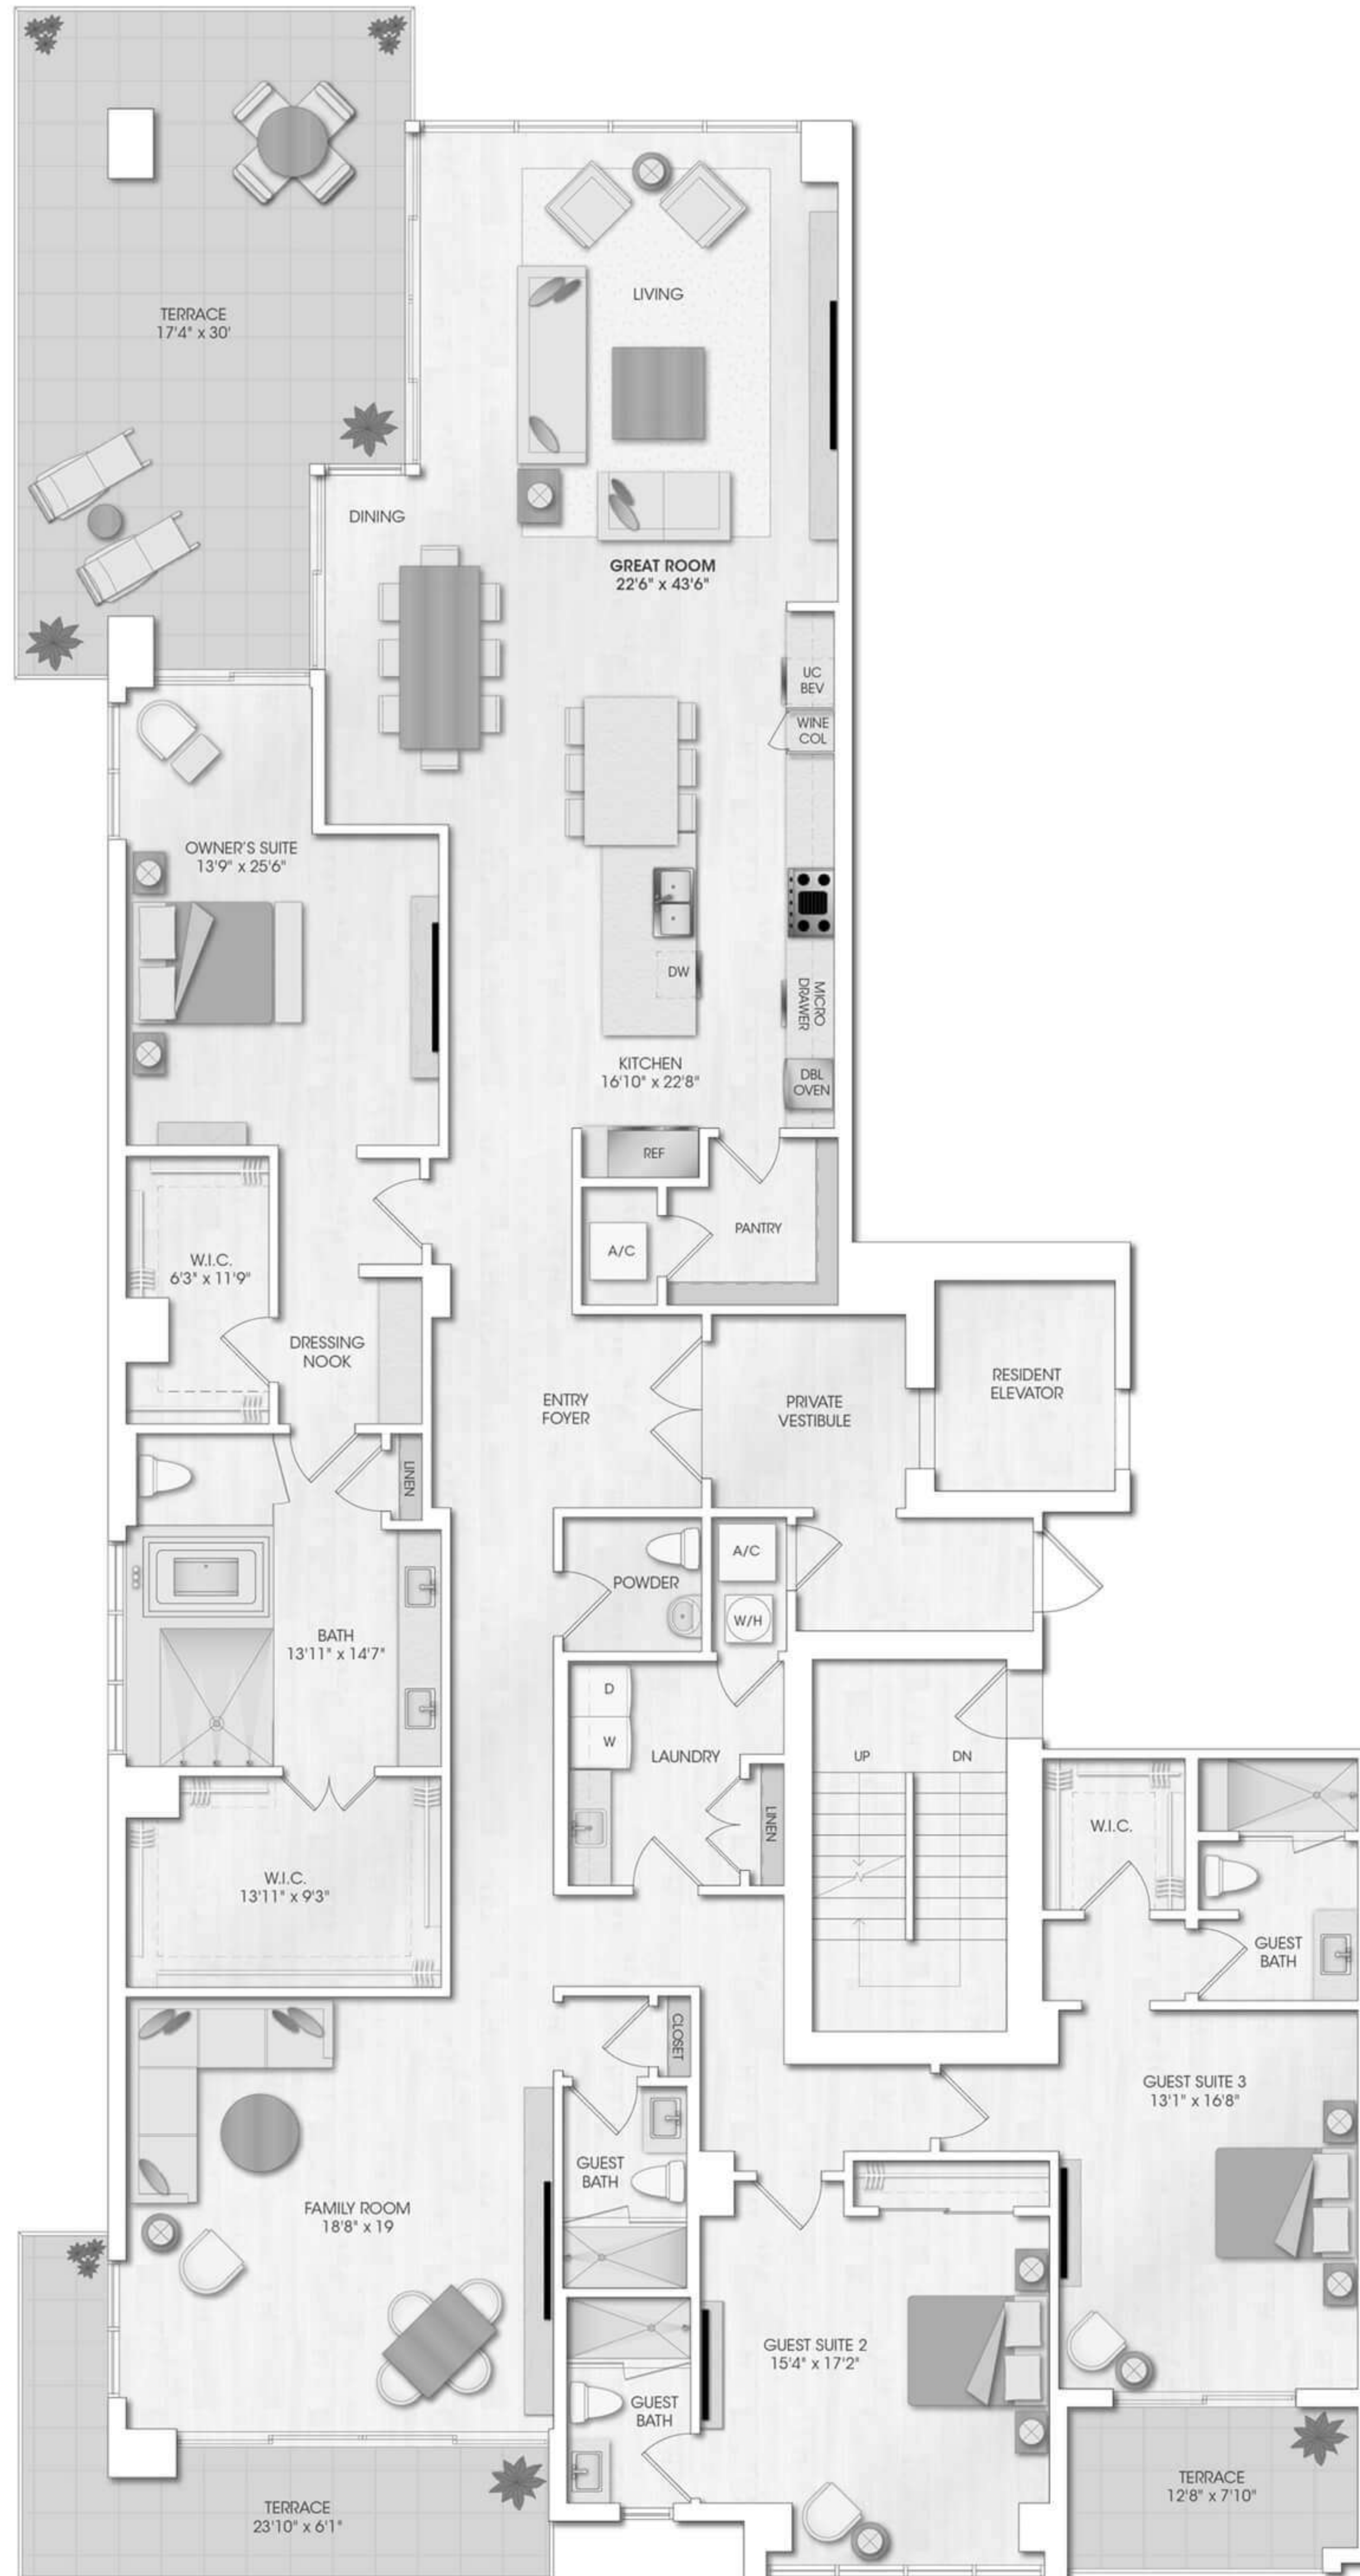 TERRACE
17'4" x 30'
LIVING
DINING
GREAT ROOM
22'6" x 43'6"
UC
BEV
WINE
COL
OWNER'S SUITE
13'9" x 25'6"
DW
MICRO
DRAWER
KITCHEN
16'10" x 22'8"
DBL
OVEN
REF
PANTRY
A/C
W.I.C.
6'3" x 11'9"
DRESSING
NOOK
ENTRY
FOYER
PRIVATE
VESTIBULE
RESIDENT
ELEVATOR
LINEN
A/C
POWDER
W/H
BATH
13'11" x 14'7"
D
W
LAUNDRY
LINEN
UP
DN
W.I.C.
W.I.C.
13'11" x 9'3"
GUEST
BATH
CLOSET
GUEST SUITE 3
13'1" x 16'8"
GUEST
BATH
FAMILY ROOM
18'8" x 19
GUEST SUITE 2
15'4" x 17'2"
GUEST
BATH
TERRACE
12'8" x 7'10"
TERRACE
23'10" x 6'1"